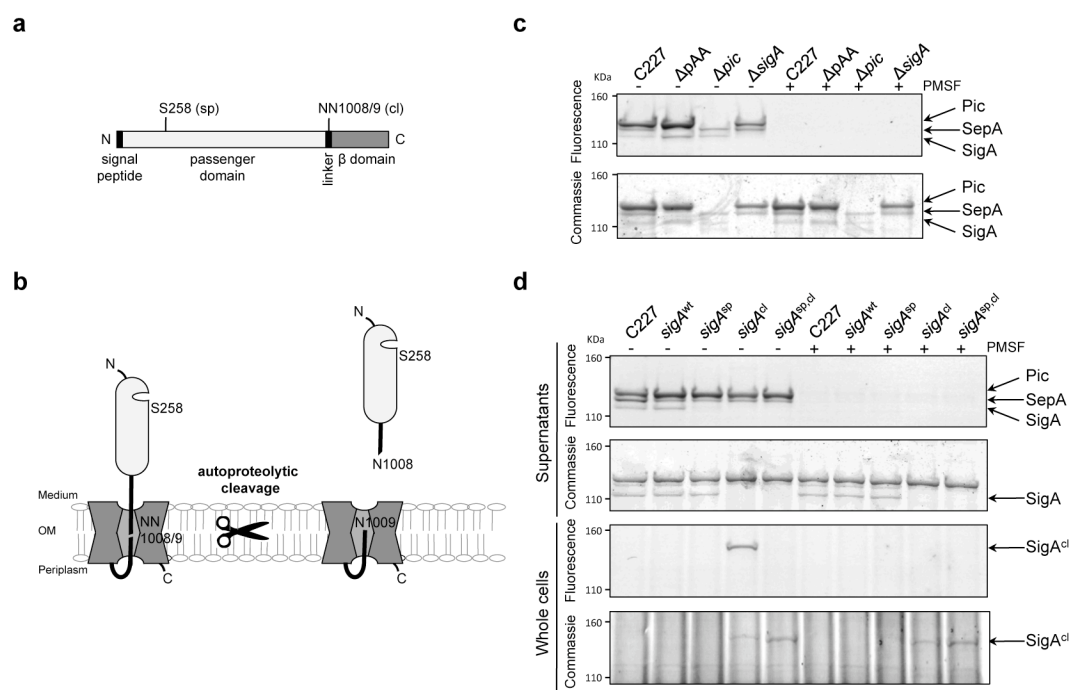 a
S258 (sp)
NN1008/9 (cl)
N
C
signal
peptide
passenger
domain
linker
β domain
b
N
S258
N
S258
N1008
autoproteolytic
cleavage
Medium
OM
Periplasm
NN
1008/9
N1009
C
C
c
C227 ΔpAA Δpic ΔsigA C227 ΔpAA Δpic ΔsigA
KDa
- - - - + + + + PMSF
160
110
Fluorescence
Pic
SepA
SigA
160
110
Commassie
Pic
SepA
SigA
d
C227 sigAwt sigAsp sigAcl sigAsp,cl C227 sigAwt sigAsp sigAcl sigAsp,cl
KDa
- - - - - + + + + + PMSF
Supernatants
160
110
Fluorescence
Pic
SepA
SigA
160
110
Commassie
SigA
Whole cells
160
110
Fluorescence
SigAcl
160
110
Commassie
SigAcl